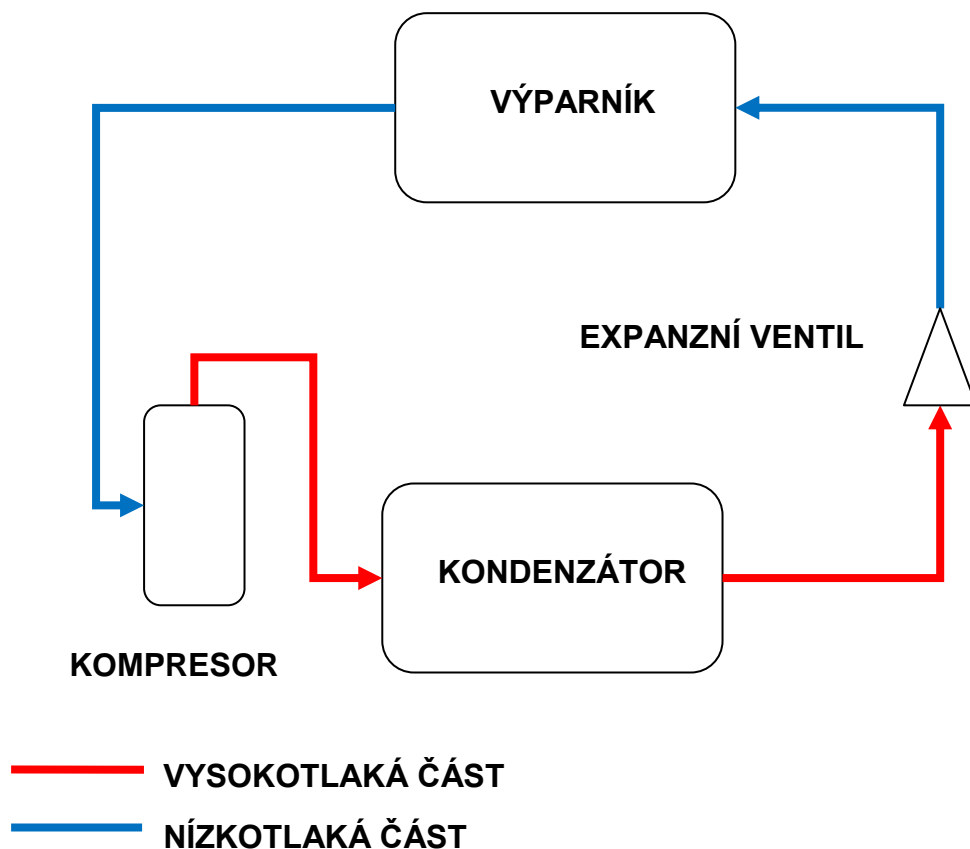 VÝPARNÍK
EXPANZNÍ VENTIL
KONDENZÁTOR
KOMPRESOR
VYSOKOTLAKÁ ČÁST
NÍZKOTLAKÁ ČÁST